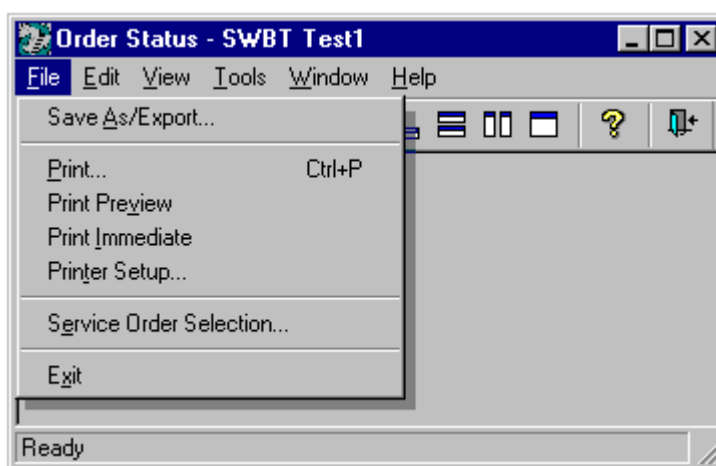 Order Status - SWBT Test1
File Edit View Tools Window Help
Save As/Export...
Print... Ctrl+P
Print Preview
Print Immediate
Printer Setup...
Service Order Selection...
Exit
Ready